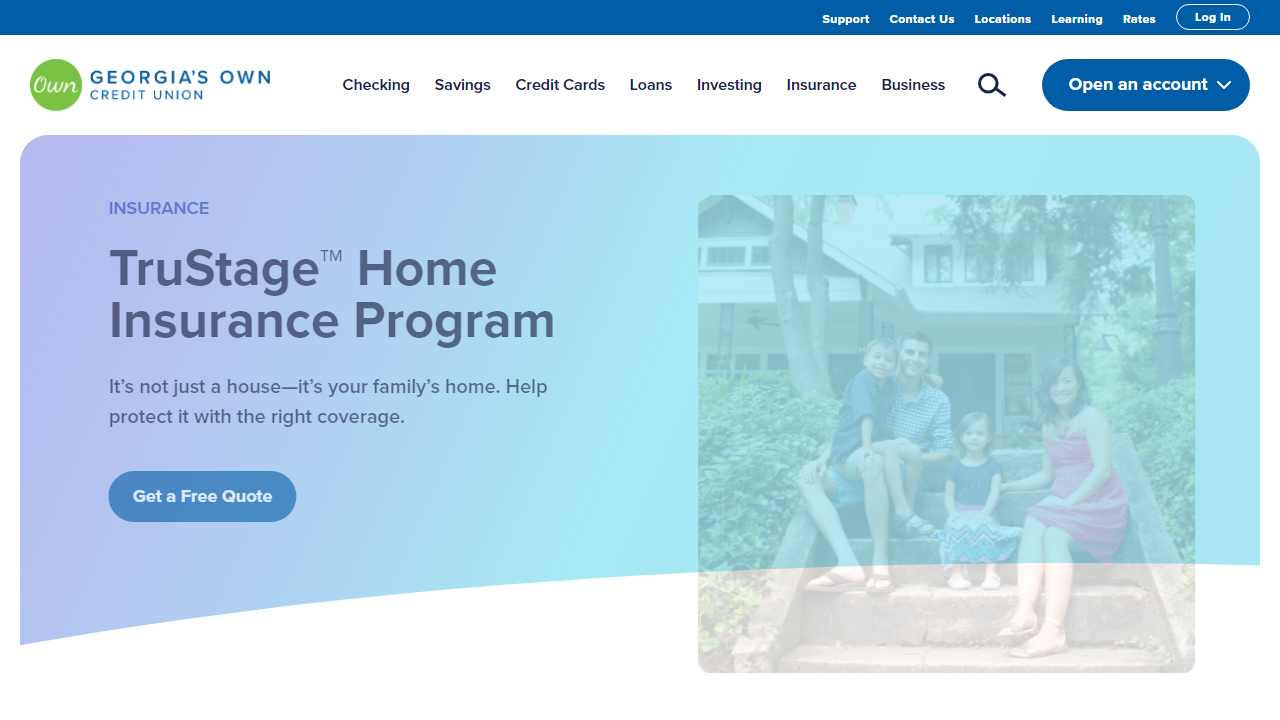 Support Contact Us Locations Learning Rates Log In
Own GEORGIA'S OWN
CREDIT UNION
Checking Savings Credit Cards Loans Investing Insurance Business Open an account
INSURANCE
TruStage™ Home
Insurance Program
It’s not just a house—it’s your family’s home. Help
protect it with the right coverage.
Get a Free Quote